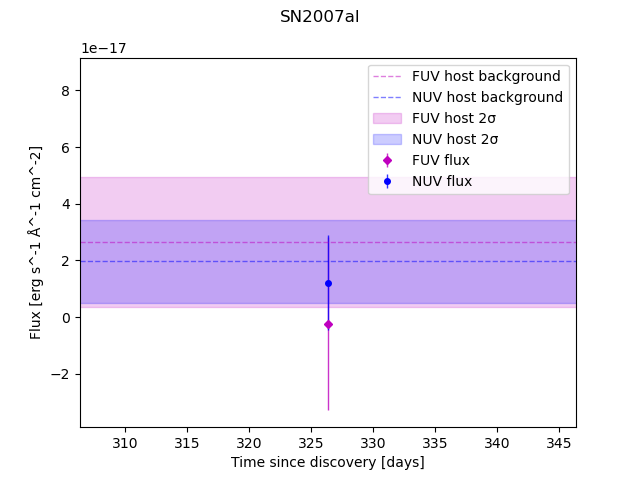 SN2007al
1e−17
FUV host background
NUV host background
FUV host 2σ
NUV host 2σ
FUV flux
NUV flux
8
6
4
2
0
−2
Flux [erg s^-1 Å^-1 cm^-2]
310 315 320 325 330 335 340 345
Time since discovery [days]